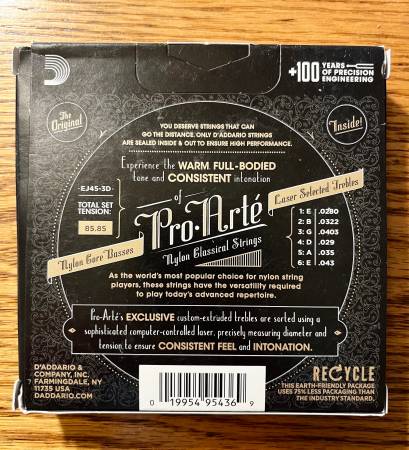 +100 YEARS OF PRECISION ENGINEERING
The Original
Inside!
YOU DESERVE STRINGS THAT CAN
GO THE DISTANCE. ONLY D'ADDARIO STRINGS
ARE SEALED INSIDE & OUT TO ENSURE HIGH PERFORMANCE.
Experience the WARM FULL-BODIED
tone and CONSISTENT intonation
of
-EJ45-3D-
TOTAL SET
TENSION:
85.85
Pro·Arté
Nylon Classical Strings
Nylon Core Basses
Laser Selected Trebles
1: E .0280
2: B .0322
3: G .0403
4: D .029
5: A .035
6: E .043
As the world's most popular choice for nylon string
players, these strings have the versatility required
to play today's advanced repertoire.
Pro-Arté's EXCLUSIVE custom-extruded trebles are sorted using a
sophisticated computer-controlled laser, precisely measuring diameter and
tension to ensure CONSISTENT FEEL and INTONATION.
D'ADDARIO &
COMPANY, INC.
FARMINGDALE, NY
11735 USA
DADDARIO.COM
0 19954 95436 9
RECYCLE
THIS EARTH-FRIENDLY PACKAGE
USES 75% LESS PACKAGING THAN
THE INDUSTRY STANDARD.